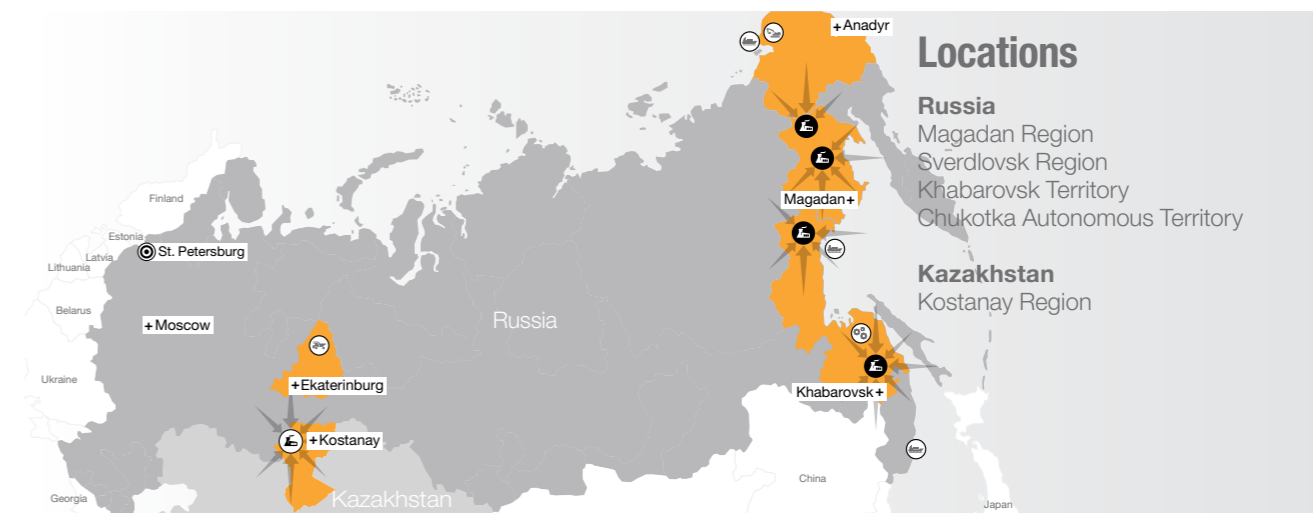 +Anadyr
Locations
Russia
Magadan Region
Sverdlovsk Region
Khabarovsk Territory
Chukotka Autonomous Territory
Kazakhstan
Kostanay Region
Finland
Magadan+
Estonia
St. Petersburg
Latvia
Lithuania
Belarus
+Moscow
Russia
Ukraine
+Ekaterinburg
Khabarovsk+
+Kostanay
China
Georgia
Kazakhstan
Japan